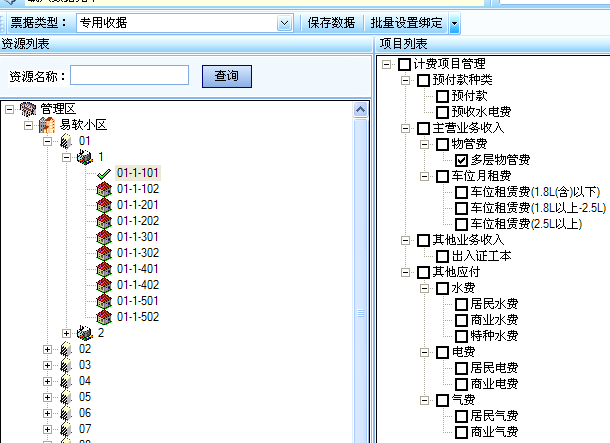 票据类型： 专用收据 保存数据 批量设置绑定
资源列表
资源名称： 查询
管理区
易软小区
01
1
01-1-101
01-1-102
01-1-201
01-1-202
01-1-301
01-1-302
01-1-401
01-1-402
01-1-501
01-1-502
2
02
03
04
05
06
07
项目列表
计费项目管理
预付款种类
预付款
预收水电费
主营业务收入
物管费
多层物管费
车位月租费
车位租赁费(1.8L(含)以下)
车位租赁费(1.8L以上-2.5L)
车位租赁费(2.5L以上)
其他业务收入
出入证工本
其他应付
水费
居民水费
商业水费
特种水费
电费
居民电费
商业电费
气费
居民气费
商业气费